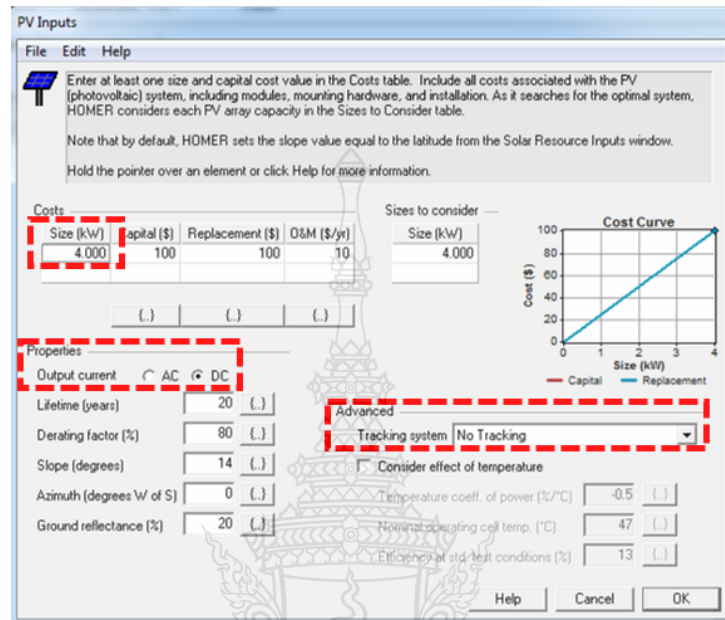 PV Inputs
File Edit Help
Enter at least one size and capital cost value in the Costs table. Include all costs associated with the PV
(photovoltaic) system, including modules, mounting hardware, and installation. As it searches for the optimal system,
HOMER considers each PV array capacity in the Sizes to Consider table.
Note that by default, HOMER sets the slope value equal to the latitude from the Solar Resource Inputs window.
Hold the pointer over an element or click Help for more information.
Costs
Size (kW) Capital ($) Replacement ($) O&M ($/yr)
4.000 100 100 10
{..} {..} {..}
Sizes to consider
Size (kW)
4.000
Cost Curve
Cost ($)
100
80
60
40
20
0
0 1 2 3 4
Size (kW)
Capital Replacement
Properties
Output current AC DC
Lifetime (years) 20 {..}
Derating factor (%) 80 {..}
Slope (degrees) 14 {..}
Azimuth (degrees W of S) 0 {..}
Ground reflectance (%) 20 {..}
Advanced
Tracking system No Tracking
Consider effect of temperature
Temperature coeff. of power (%/°C) -0.5 {..}
Nominal operating cell temp. (°C) 47 {..}
Efficiency at std. test conditions (%) 13 {..}
Help Cancel OK